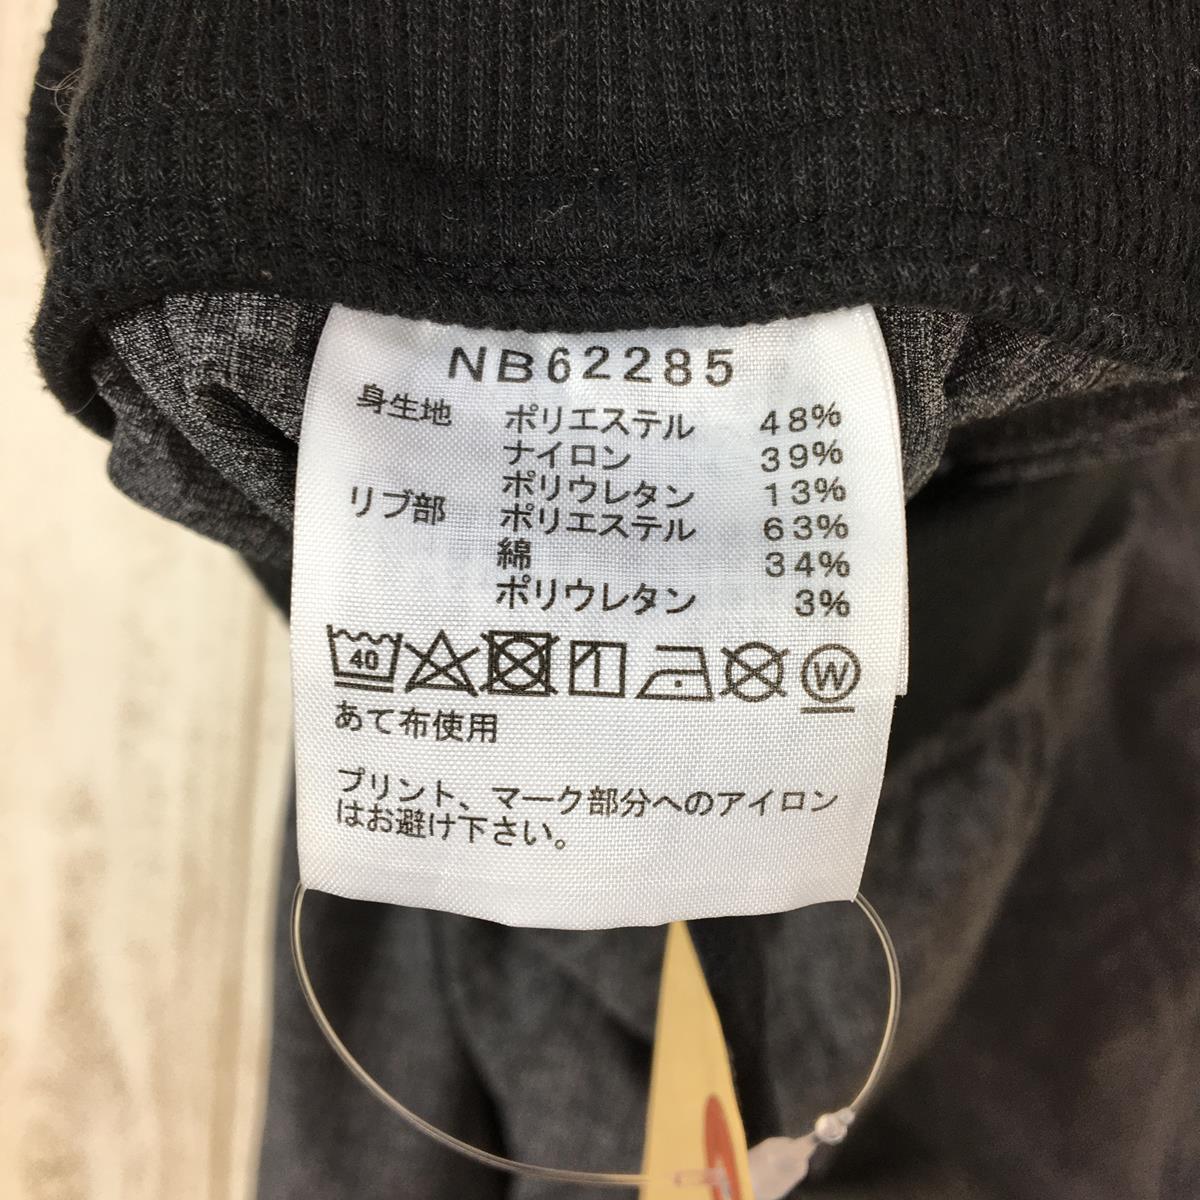 NB62285
身生地 ポリエステル 48%
ナイロン 39%
ポリウレタン 13%
リブ部 ポリエステル 63%
綿 34%
ポリウレタン 3%
40 W
あて布使用
プリント、マーク部分へのアイロン
はお避け下さい。